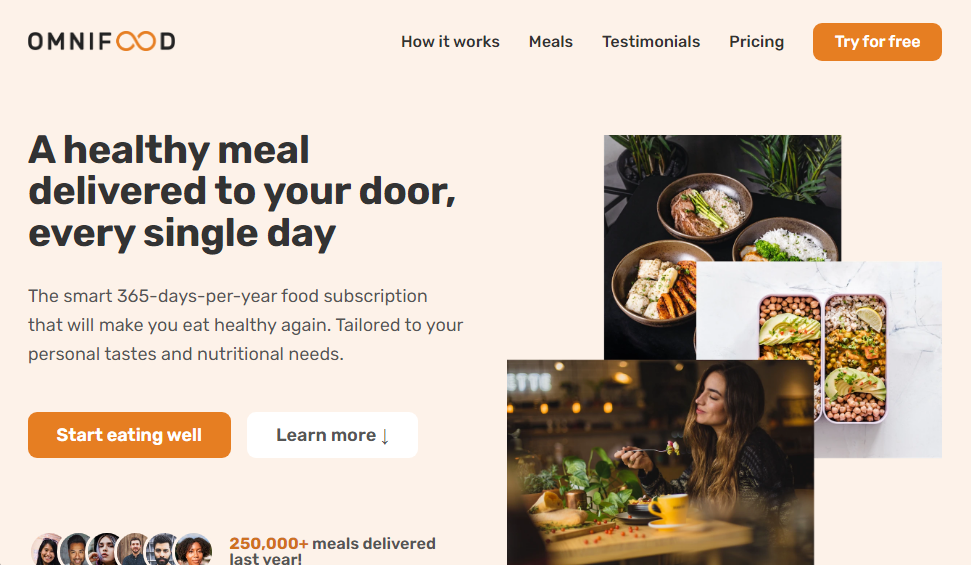 OMNIFOOD
How it works
Meals
Testimonials
Pricing
Try for free
A healthy meal
delivered to your door,
every single day
The smart 365-days-per-year food subscription
that will make you eat healthy again. Tailored to your
personal tastes and nutritional needs.
Start eating well
Learn more ↓
250,000+ meals delivered
last year!